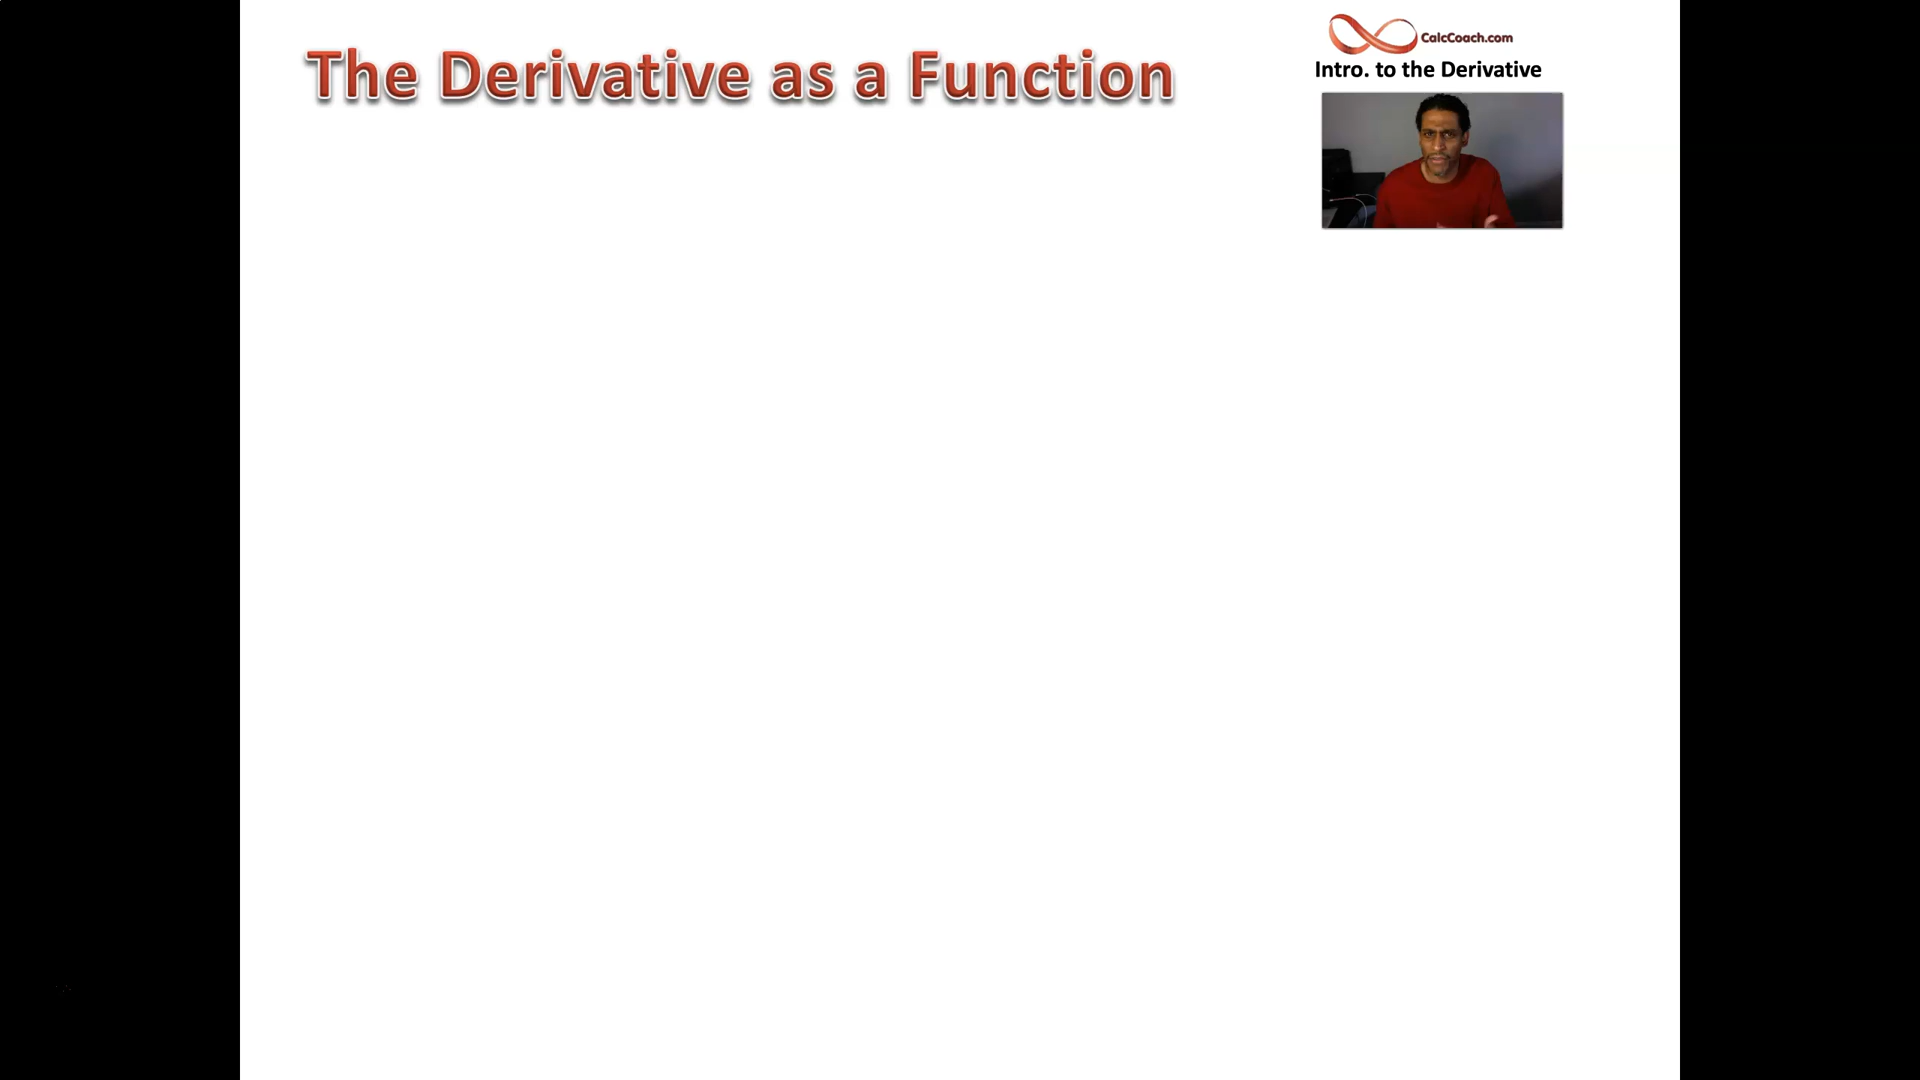 The Derivative as a Function
CalcCoach.com
Intro. to the Derivative